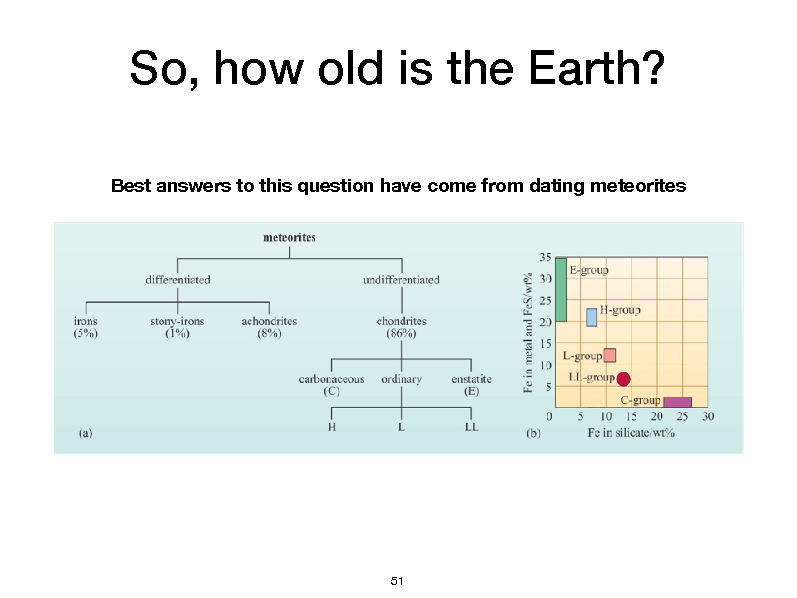 So, how old is the Earth?
Best answers to this question have come from dating meteorites
meteorites
differentiated
undifferentiated
irons
(5%)
stony-irons
(1%)
achondrites
(8%)
chondrites
(86%)
carbonaceous
(C)
ordinary
enstatite
(E)
H
L
LL
(a)
Fe in metal and FeS/wt%
35
30
25
20
15
10
5
E-group
H-group
L-group
LL-group
C-group
0 5 10 15 20 25 30
(b)
Fe in silicate/wt%
51